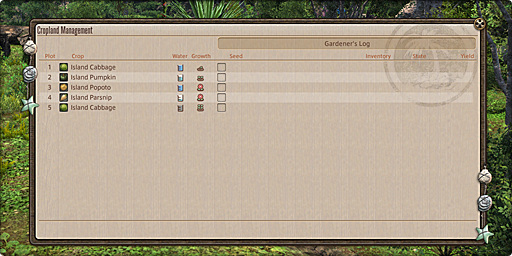 Cropland Management
Gardener's Log
Plot Crop Water Growth Seed Inventory State Yield
1 Island Cabbage
2 Island Pumpkin
3 Island Popoto
4 Island Parsnip
5 Island Cabbage